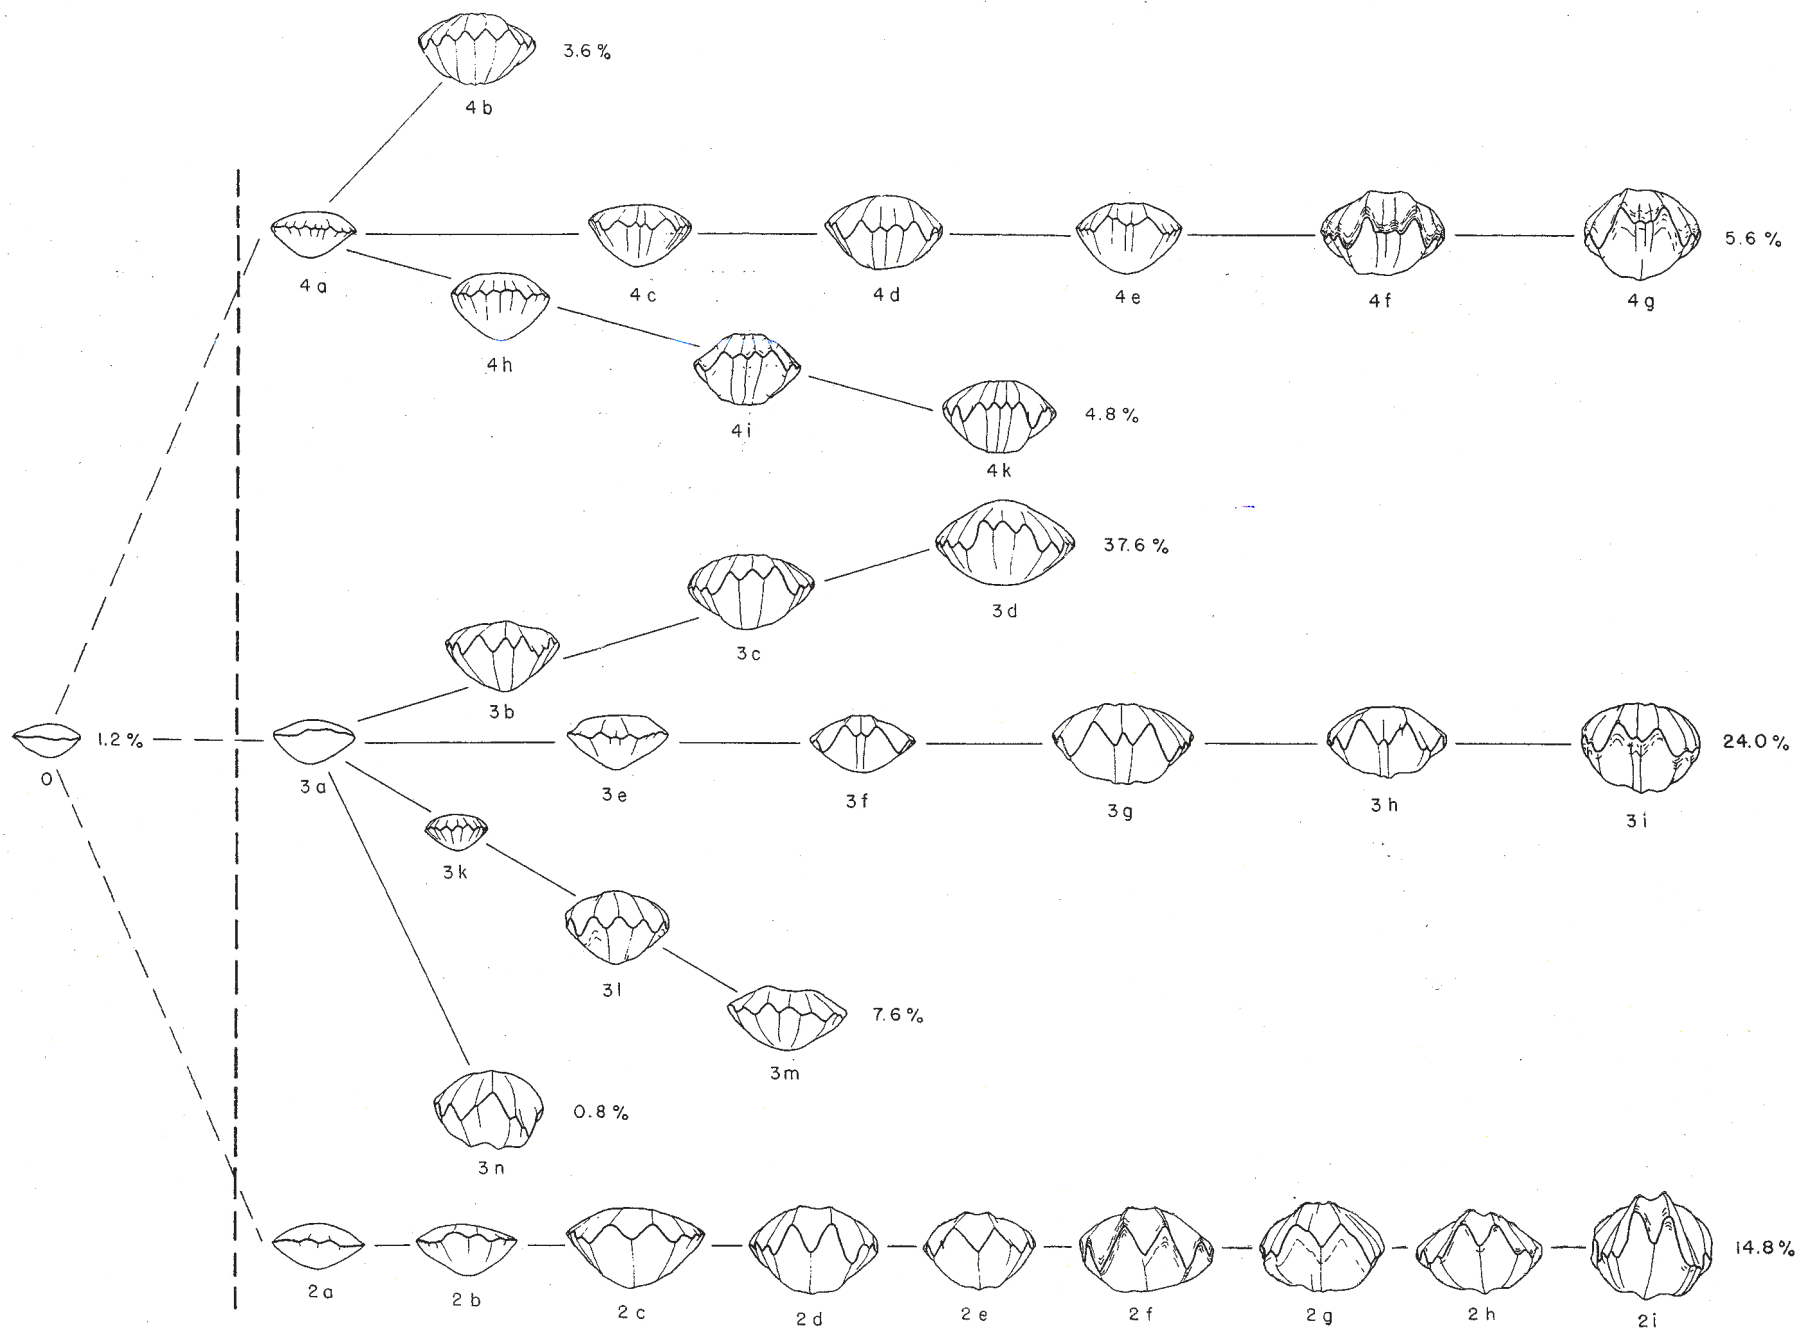 3.6 %
4 b
4 a
4 c
4 d
4 e
4 f
4 g
5.6 %
4 h
4 i
4 k
4.8 %
3 d
37.6 %
3 c
3 b
O
1.2 %
3 a
3 e
3 f
3 g
3 h
3 i
24.0 %
3 k
3 l
3 m
7.6 %
3 n
0.8 %
2 a
2 b
2 c
2 d
2 e
2 f
2 g
2 h
2 i
14.8 %